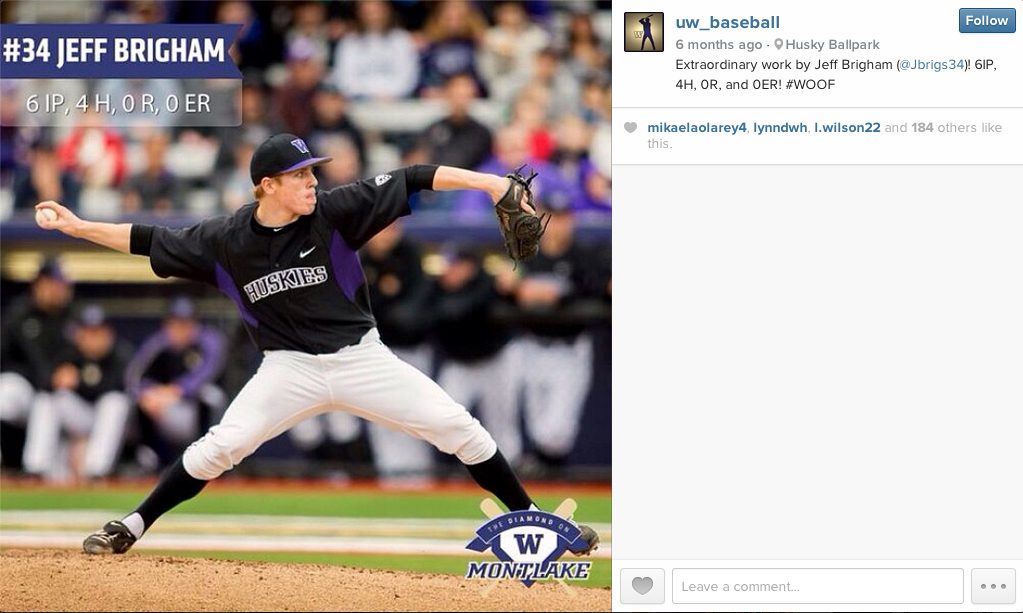 #34 JEFF BRIGHAM
6 IP, 4 H, 0 R, 0 ER
W
HUSKIES
THE DIAMOND ON
W
MONTLAKE
uw_baseball
Follow
6 months ago · Husky Ballpark
Extraordinary work by Jeff Brigham (@Jbrigs34)! 6IP,
4H, 0R, and 0ER! #WOOF
mikaelaolarey4, lynndwh, l.wilson22 and 184 others like
this.
Leave a comment...